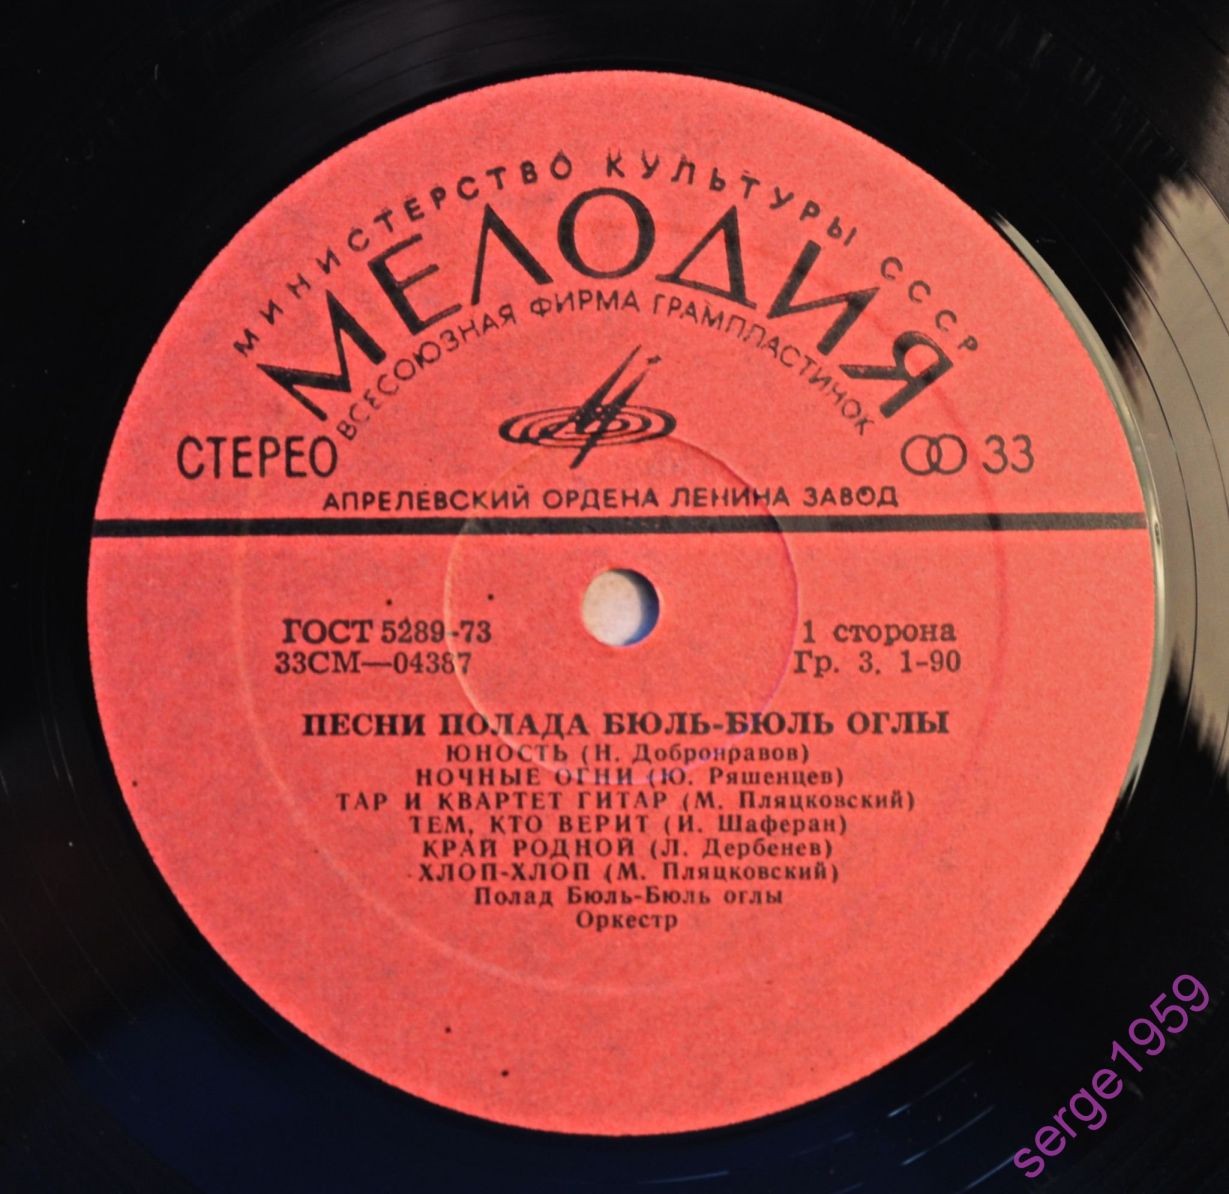 МИНИСТЕРСТВО КУЛЬТУРЫ СССР
МЕЛОДИЯ
ВСЕСОЮЗНАЯ ФИРМА ГРАМПЛАСТИНОК
СТЕРЕО
33
АПРЕЛЕВСКИЙ ОРДЕНА ЛЕНИНА ЗАВОД
ГОСТ 5289-73
1 сторона
33СМ—04387
Гр. 3. 1-90
ПЕСНИ ПОЛАДА БЮЛЬ-БЮЛЬ ОГЛЫ
ЮНОСТЬ (Н. Добронравов)
НОЧНЫЕ ОГНИ (Ю. Ряшенцев)
ТАР И КВАРТЕТ ГИТАР (М. Пляцковский)
ТЕМ, КТО ВЕРИТ (И. Шаферан)
КРАЙ РОДНОЙ (Л. Дербенев)
ХЛОП-ХЛОП (М. Пляцковский)
Полад Бюль-Бюль оглы
Оркестр
serge1959